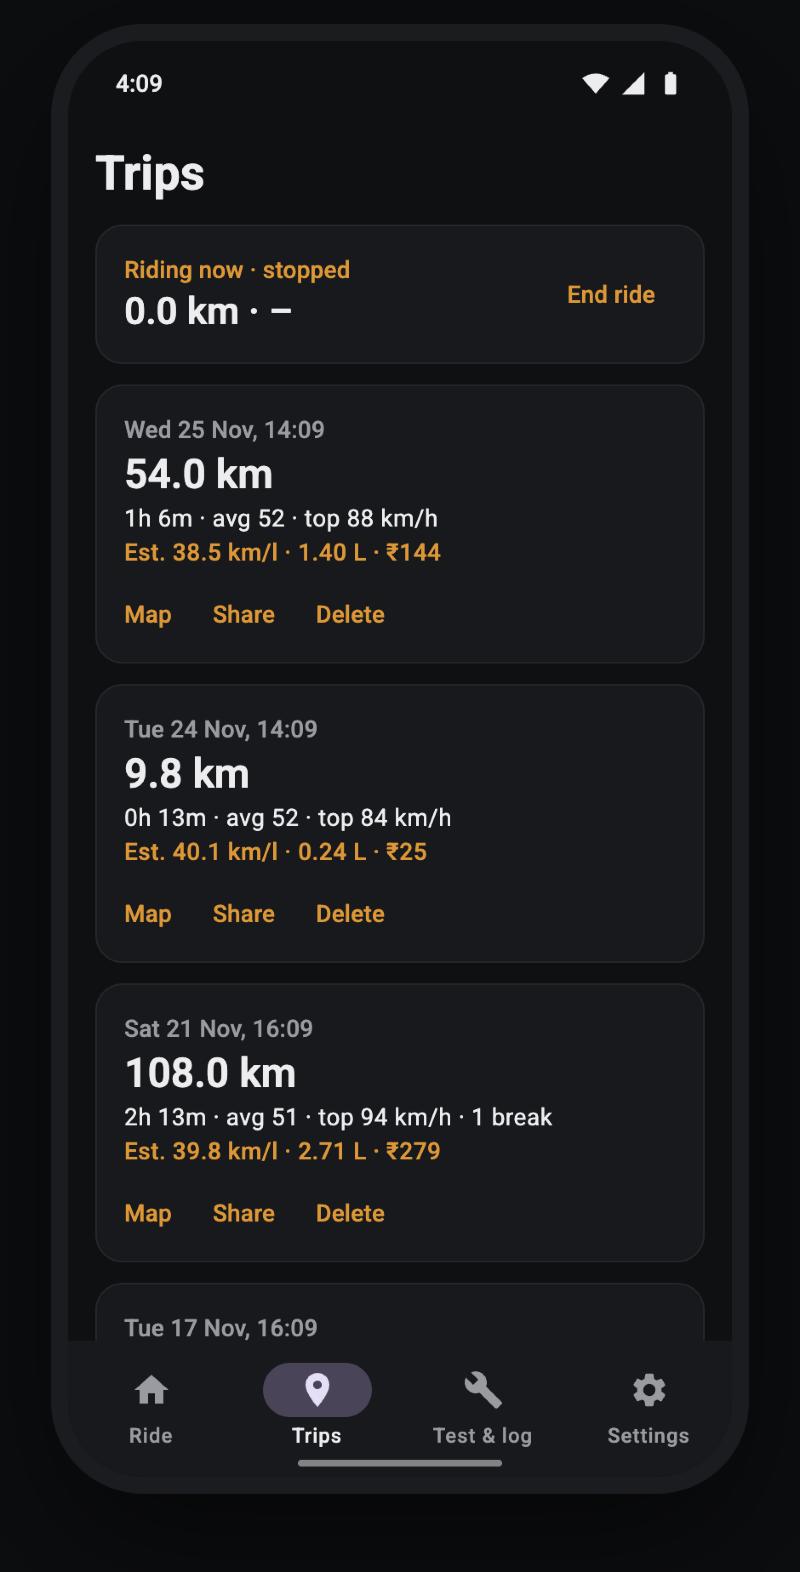 4:09
Trips
Riding now · stopped
0.0 km · –
End ride
Wed 25 Nov, 14:09
54.0 km
1h 6m · avg 52 · top 88 km/h
Est. 38.5 km/l · 1.40 L · ₹144
Map Share Delete
Tue 24 Nov, 14:09
9.8 km
0h 13m · avg 52 · top 84 km/h
Est. 40.1 km/l · 0.24 L · ₹25
Map Share Delete
Sat 21 Nov, 16:09
108.0 km
2h 13m · avg 51 · top 94 km/h · 1 break
Est. 39.8 km/l · 2.71 L · ₹279
Map Share Delete
Tue 17 Nov, 16:09
Ride Trips Test & log Settings